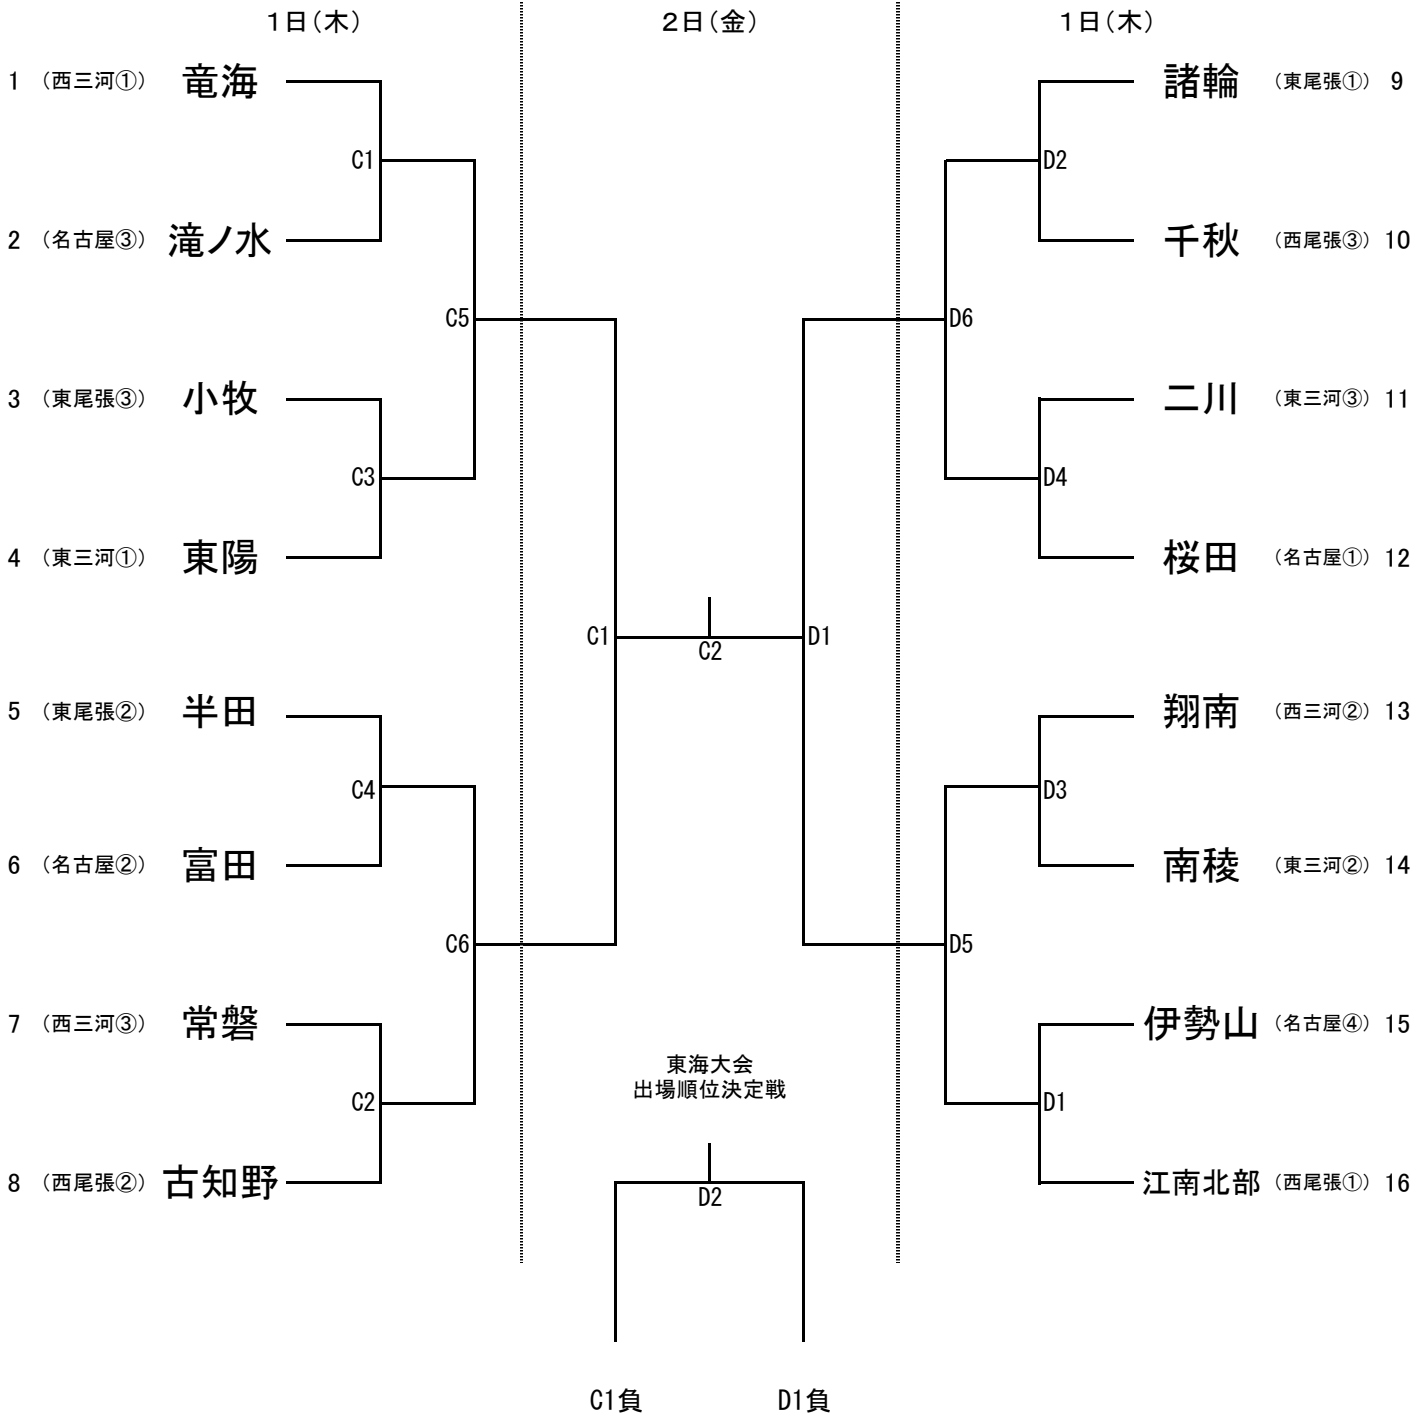 1日(木) 2日(金) 1日(木)
1 (西三河①) 竜海 諸輪 (東尾張①) 9
C1 D2
2 (名古屋③) 滝ノ水 千秋 (西尾張③) 10
C5 D6
3 (東尾張③) 小牧 二川 (東三河③) 11
C3 D4
4 (東三河①) 東陽 桜田 (名古屋①) 12
C1 C2 D1
5 (東尾張②) 半田 翔南 (西三河②) 13
C4 D3
6 (名古屋②) 富田 南稜 (東三河②) 14
C6 D5
7 (西三河③) 常磐 伊勢山 (名古屋④) 15
東海大会
出場順位決定戦
C2 D1
8 (西尾張②) 古知野 江南北部 (西尾張①) 16
D2
C1負 D1負